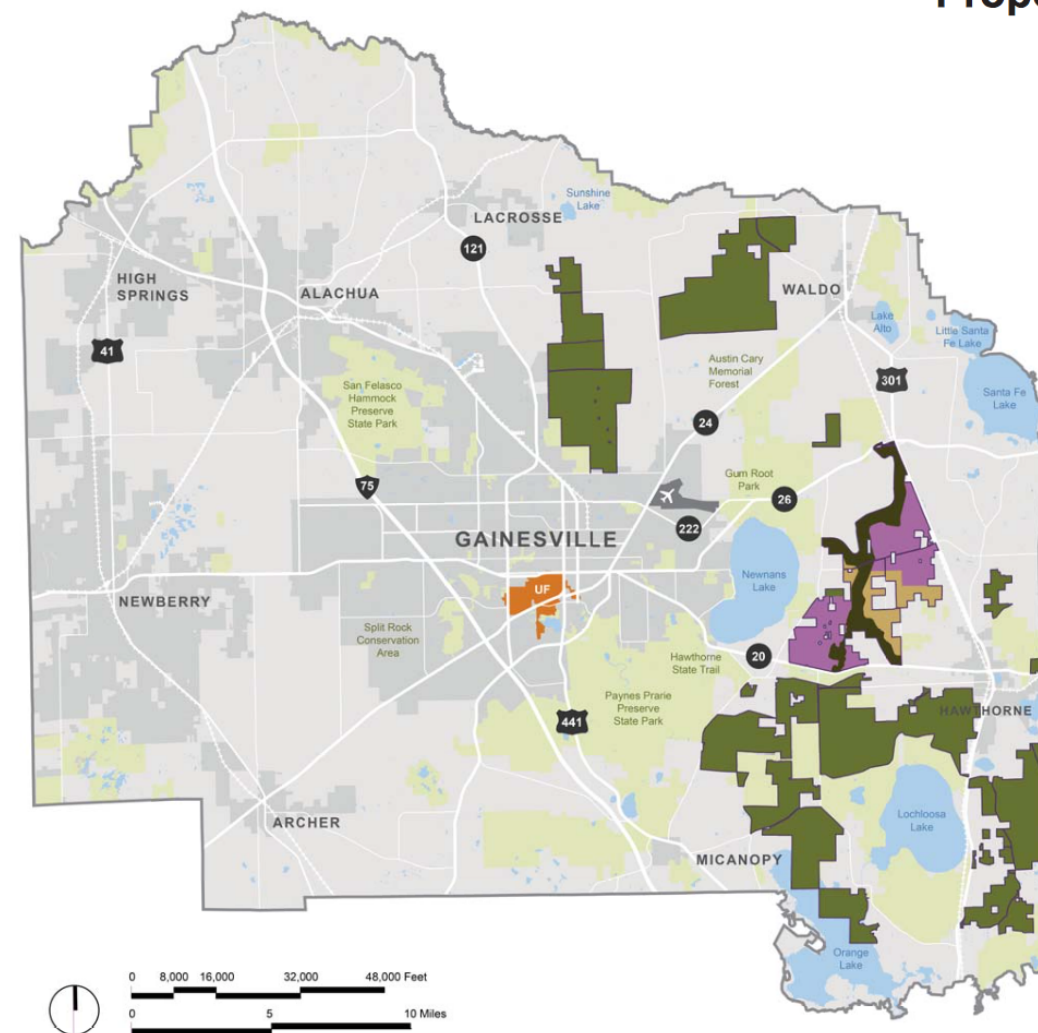 Sunshine
Lake
LACROSSE
121
HIGH
SPRINGS
ALACHUA
WALDO
Lake
Alto
Little Santa
Fe Lake
41
San Felasco
Hammock
Preserve
State Park
Austin Cary
Memorial
Forest
301
Santa Fe
Lake
24
75
Gum Root
Park
26
222
GAINESVILLE
UF
Newnans
Lake
NEWBERRY
Split Rock
Conservation
Area
Hawthorne
State Trail
20
Paynes Prarie
Preserve
State Park
441
HAWTHORNE
Lochloosa
Lake
ARCHER
MICANOPY
Orange
Lake
0 8,000 16,000 32,000 48,000 Feet
0 5 10 Miles